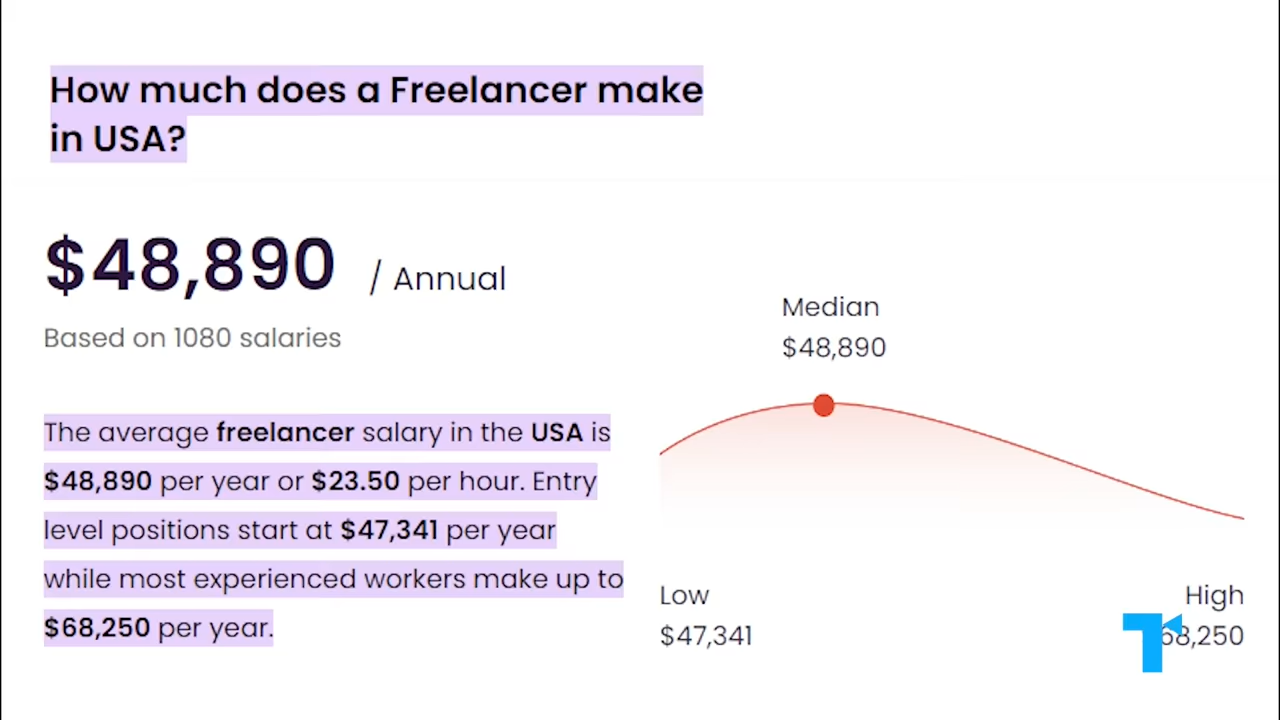 How much does a Freelancer make
in USA?
$48,890 / Annual
Based on 1080 salaries
The average freelancer salary in the USA is
$48,890 per year or $23.50 per hour. Entry
level positions start at $47,341 per year
while most experienced workers make up to
$68,250 per year.
Median
$48,890
Low
$47,341
High
68,250